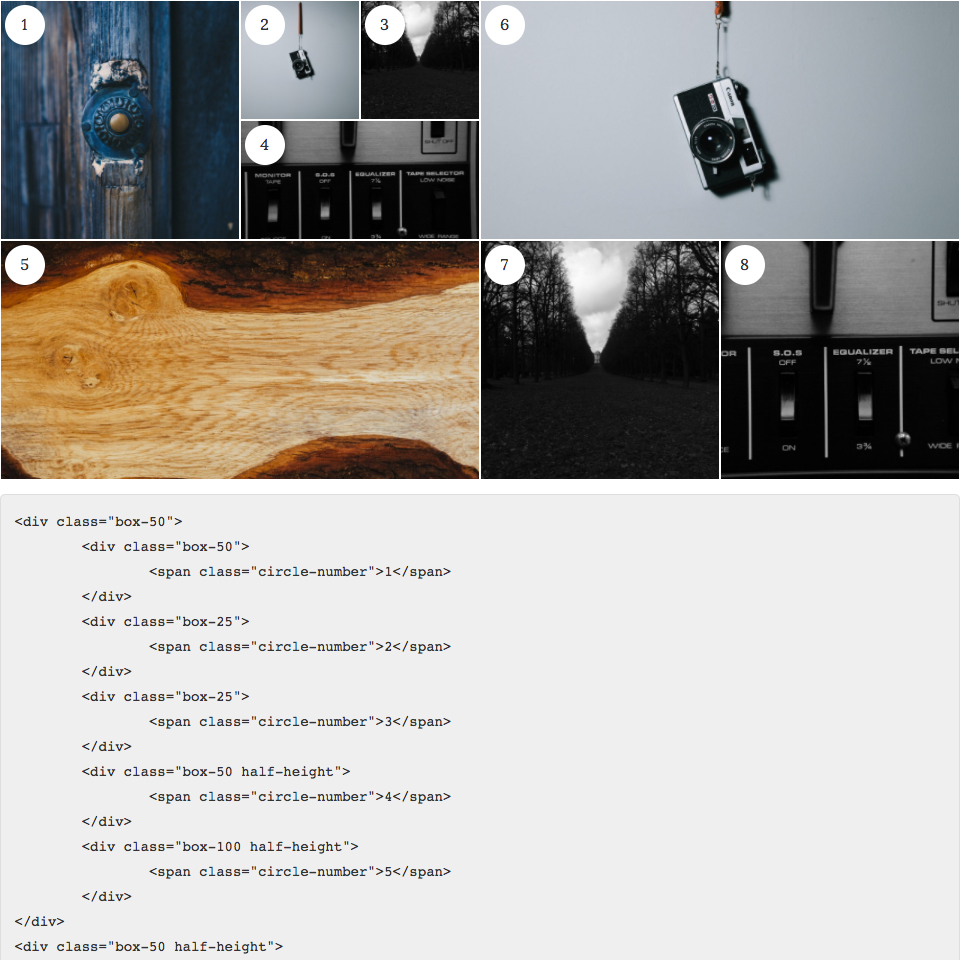 1
2
3
6
4
SHUT OFF
MONITOR S.O.S EQUALIZER TAPE SELECTOR
TAPE OFF 7½ LOW NOISE
ON 3¾ WIDE RANGE
5
7
8
SHUT
OR S.O.S EQUALIZER TAPE SEL
OFF 7½ LOW N
CE ON 3¾ WIDE R
Canon
<div class="box-50">
<div class="box-50">
<span class="circle-number">1</span>
</div>
<div class="box-25">
<span class="circle-number">2</span>
</div>
<div class="box-25">
<span class="circle-number">3</span>
</div>
<div class="box-50 half-height">
<span class="circle-number">4</span>
</div>
<div class="box-100 half-height">
<span class="circle-number">5</span>
</div>
</div>
<div class="box-50 half-height">